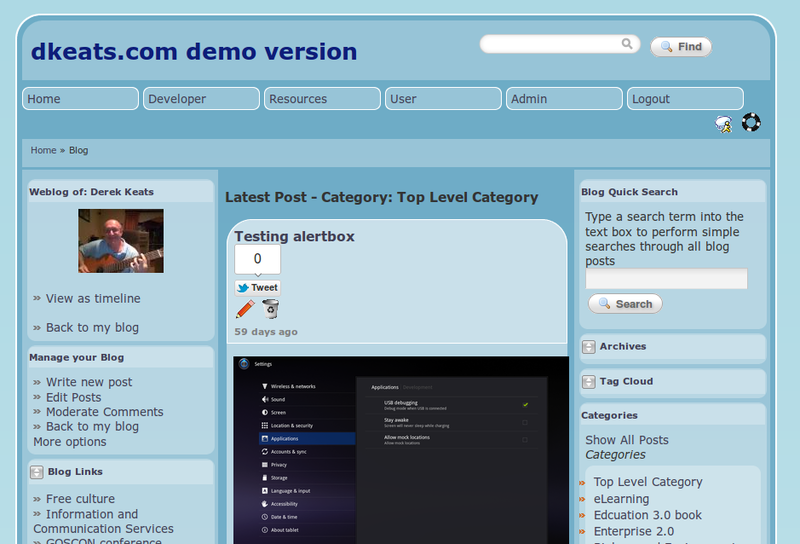 dkeats.com demo version
Find
Home
Developer
Resources
User
Admin
Logout
Home » Blog
Weblog of: Derek Keats
» View as timeline
» Back to my blog
Manage your Blog
» Write new post
» Edit Posts
» Moderate Comments
» Back to my blog
More options
Blog Links
» Free culture
» Information and
Communication Services
» GOSCON conference
Latest Post - Category: Top Level Category
Testing alertbox
0
Tweet
59 days ago
Settings
Wireless & networks
Sound
Screen
Location & security
Applications
Accounts & sync
Privacy
Storage
Language & input
Accessibility
Date & time
About tablet
Applications Development
USB debugging
Debug mode when USB is connected
Stay awake
Screen will never sleep while charging
Allow mock locations
Allow mock locations
Blog Quick Search
Type a search term into the
text box to perform simple
searches through all blog
posts
Search
Archives
Tag Cloud
Categories
Show All Posts
Categories
» Top Level Category
» eLearning
» Edcuation 3.0 book
» Enterprise 2.0